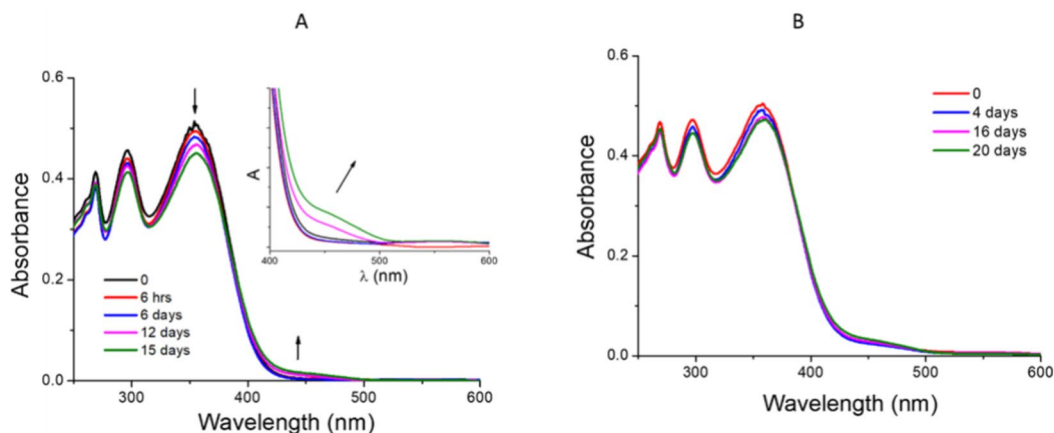 A
0.6
0.4
0.2
0.0
Absorbance
300
400
500
600
Wavelength (nm)
0
6 hrs
6 days
12 days
15 days
A
400
500
600
λ (nm)
B
0.6
0.4
0.2
0.0
Absorbance
300
400
500
600
Wavelength (nm)
0
4 days
16 days
20 days